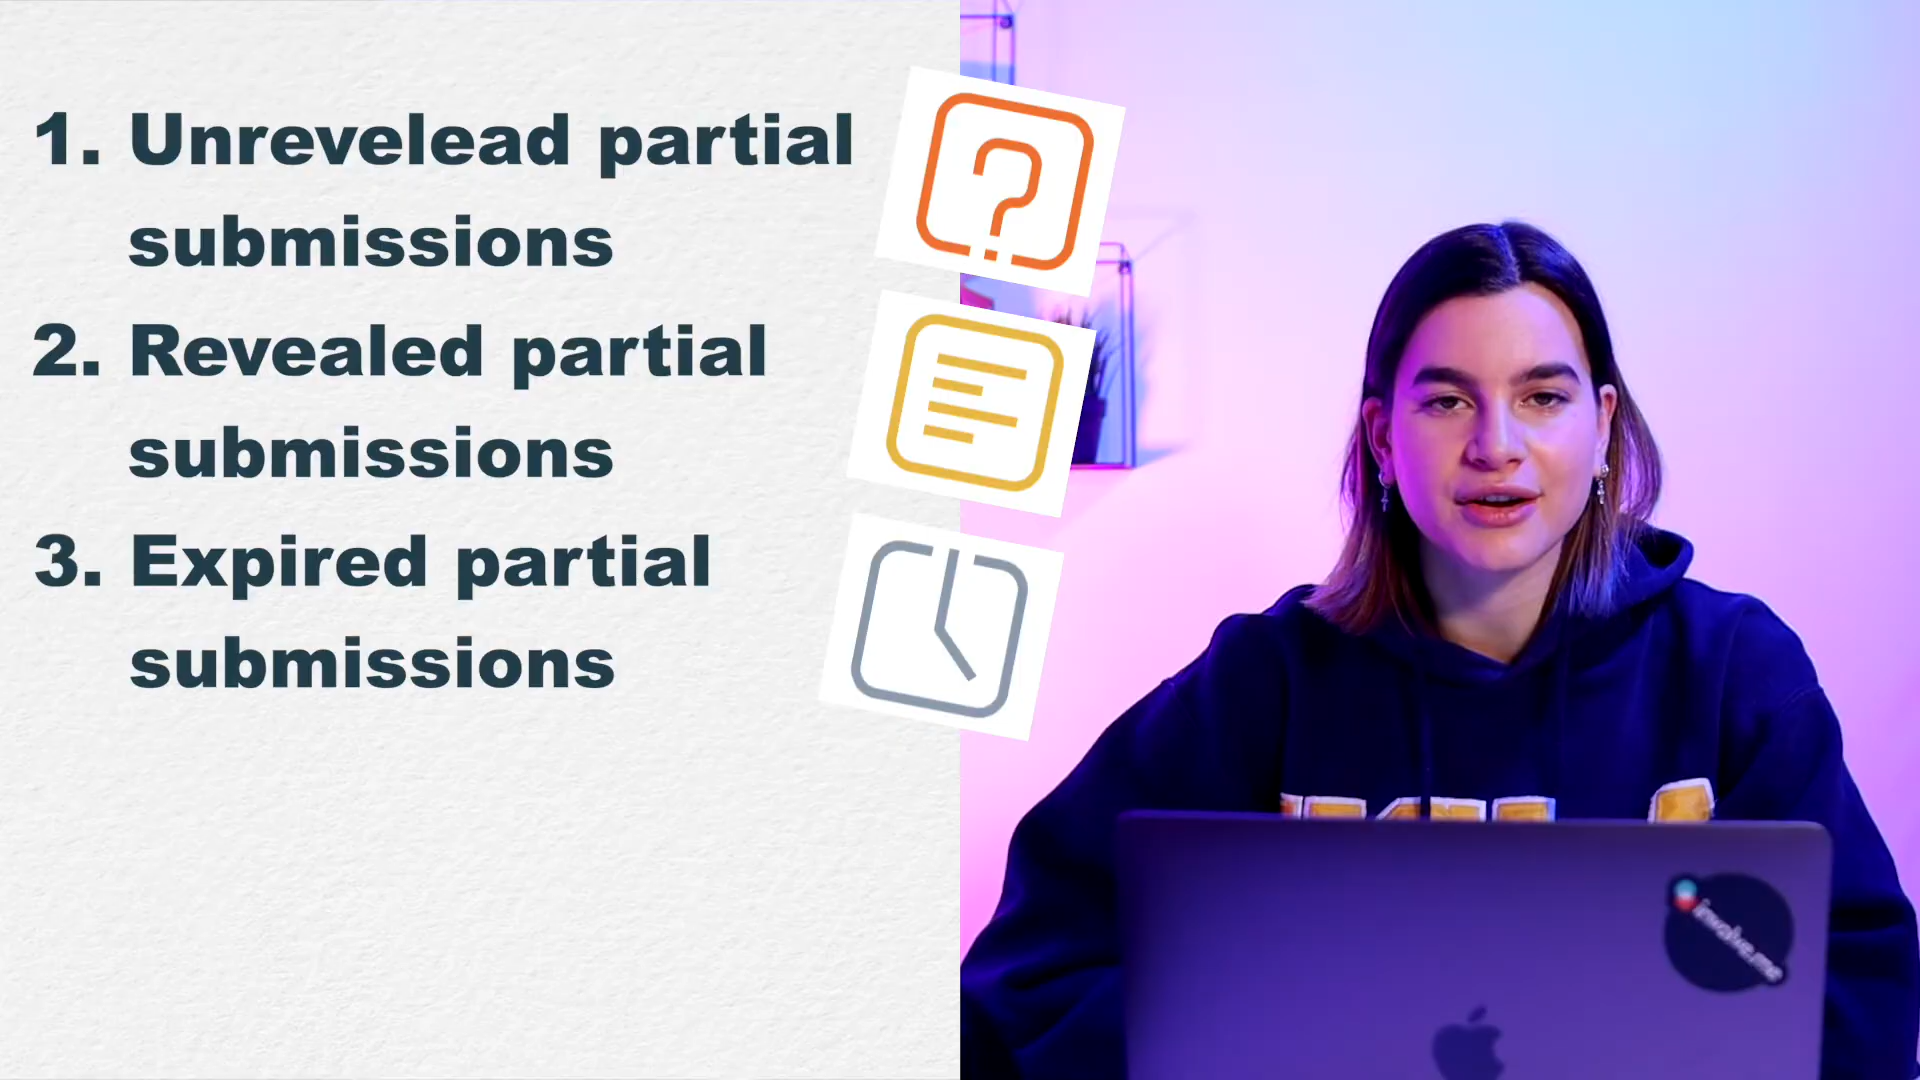 1. Unrevelead partial
submissions
2. Revealed partial
submissions
3. Expired partial
submissions